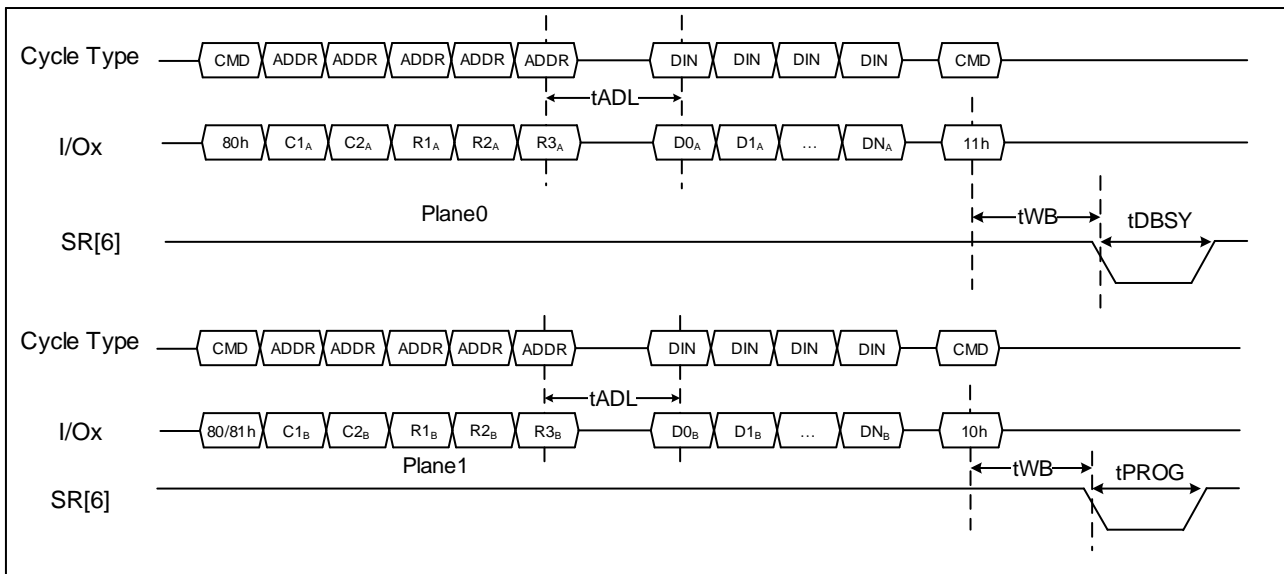 Cycle Type CMD ADDR ADDR ADDR ADDR ADDR DIN DIN DIN DIN CMD
tADL
I/Ox 80h C1A C2A R1A R2A R3A D0A D1A ... DNA 11h
Plane0
tWB tDBSY
SR[6]
Cycle Type CMD ADDR ADDR ADDR ADDR ADDR DIN DIN DIN DIN CMD
tADL
I/Ox 80/81h C1B C2B R1B R2B R3B D0B D1B ... DNB 10h
Plane1
tWB tPROG
SR[6]